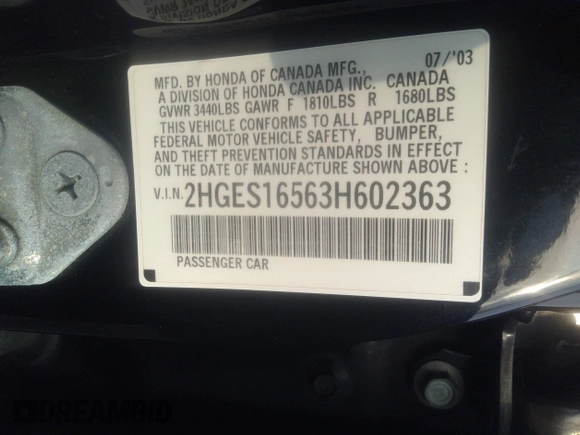 07/'03
MFD. BY HONDA OF CANADA MFG.,
A DIVISION OF HONDA CANADA INC. CANADA
GVWR 3440LBS GAWR F 1810LBS R 1680LBS
THIS VEHICLE CONFORMS TO ALL APPLICABLE
FEDERAL MOTOR VEHICLE SAFETY, BUMPER,
AND THEFT PREVENTION STANDARDS IN EFFECT
ON THE DATE OF MANUFACTURE SHOWN ABOVE :
V.I.N. 2HGES16563H602363
PASSENGER CAR
DREAMBID